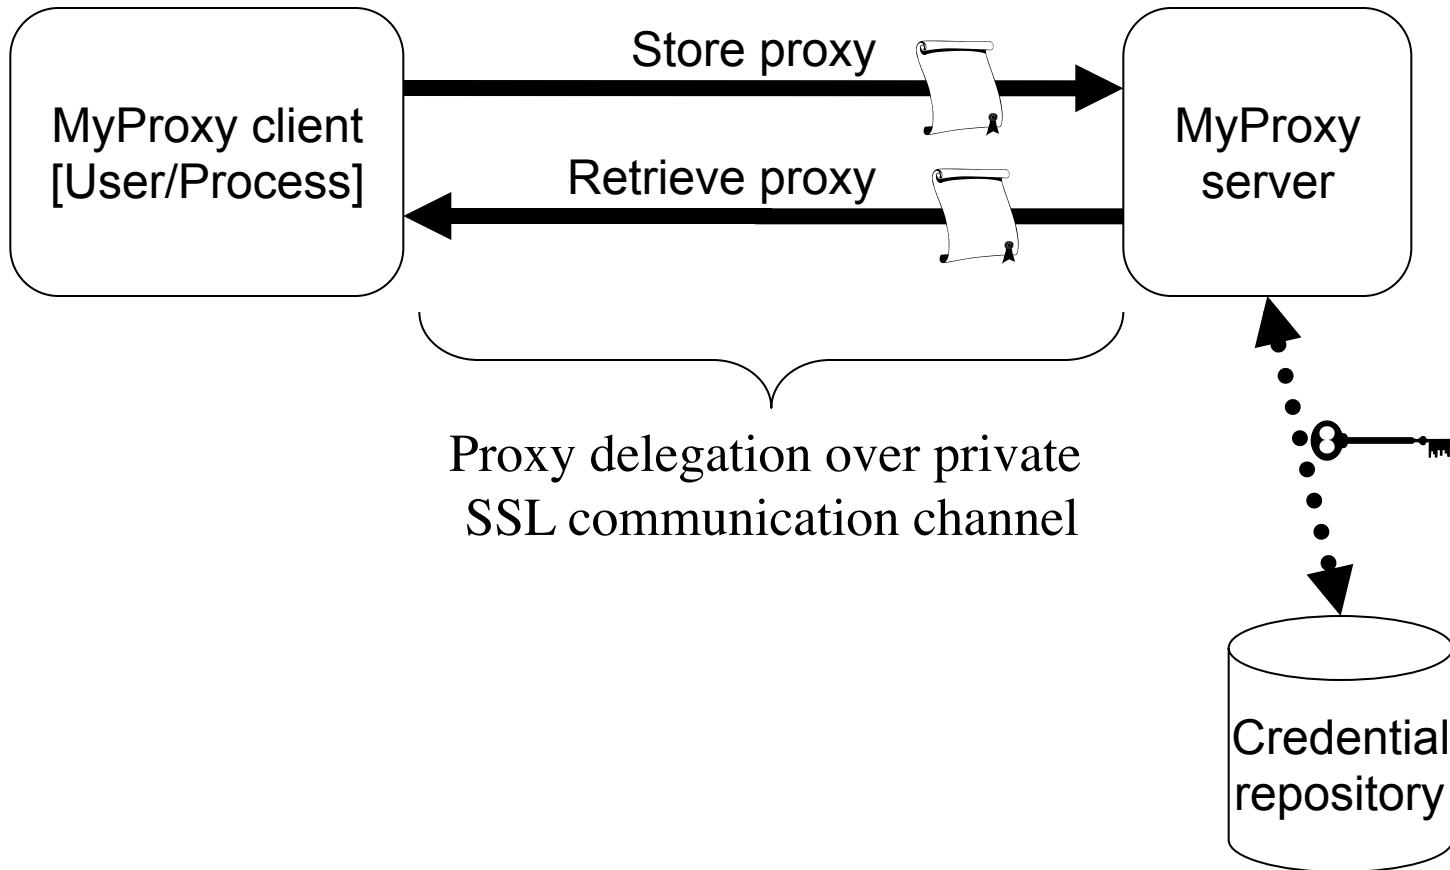 Store proxy
MyProxy client
[User/Process]
MyProxy
server
Retrieve proxy
Proxy delegation over private
SSL communication channel
Credential
repository